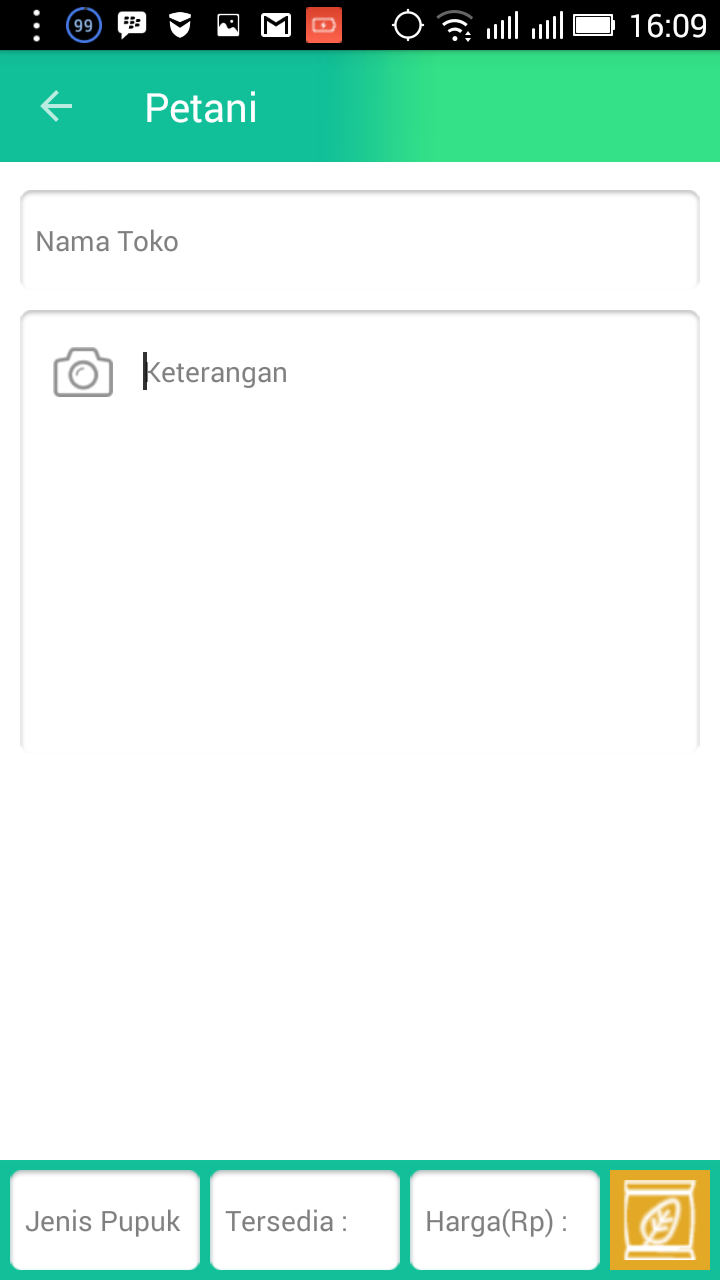 99
16:09
Petani
Nama Toko
Keterangan
Jenis Pupuk
Tersedia :
Harga(Rp) :